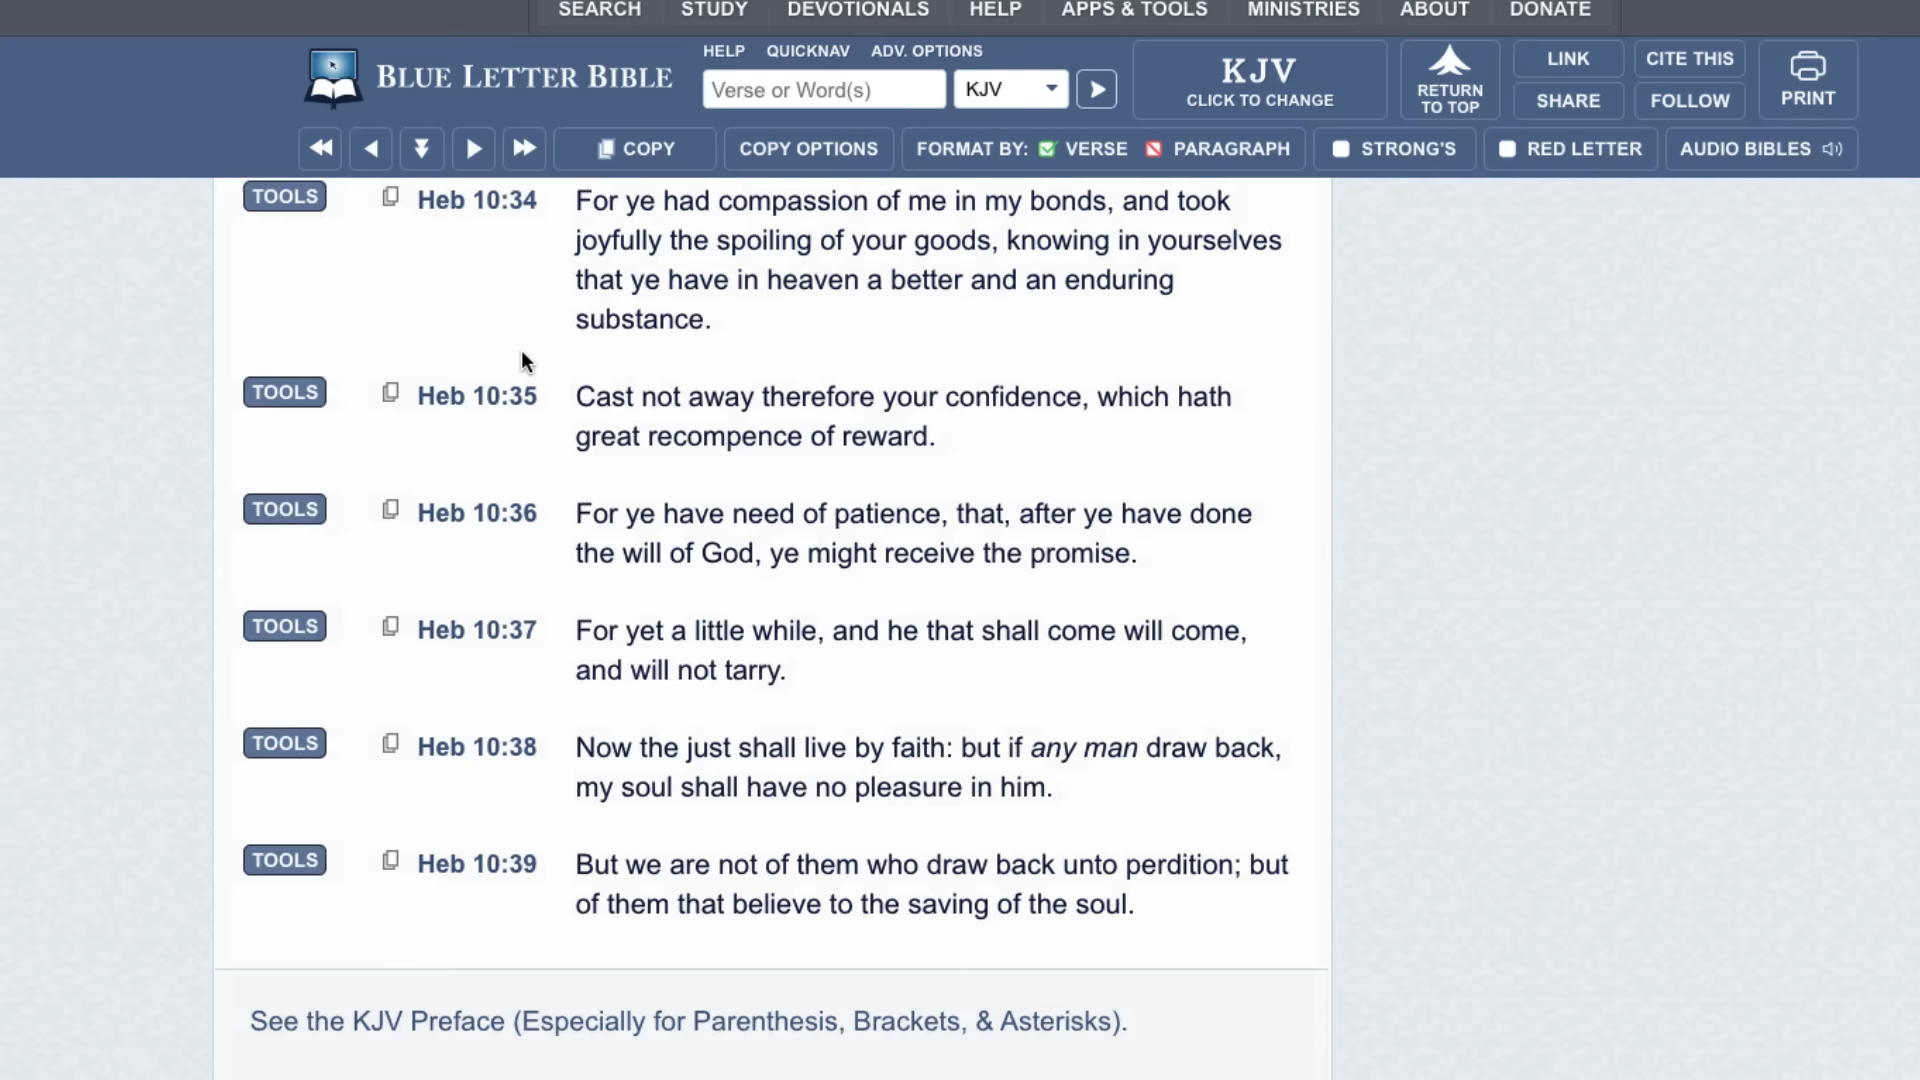 SEARCH STUDY DEVOTIONALS HELP APPS & TOOLS MINISTRIES ABOUT DONATE
BLUE LETTER BIBLE
HELP QUICKNAV ADV. OPTIONS
Verse or Word(s) KJV
KJV
CLICK TO CHANGE
RETURN
TO TOP
LINK CITE THIS
SHARE FOLLOW
PRINT
COPY COPY OPTIONS FORMAT BY: VERSE PARAGRAPH STRONG'S RED LETTER AUDIO BIBLES
TOOLS Heb 10:34 For ye had compassion of me in my bonds, and took
joyfully the spoiling of your goods, knowing in yourselves
that ye have in heaven a better and an enduring
substance.
TOOLS Heb 10:35 Cast not away therefore your confidence, which hath
great recompence of reward.
TOOLS Heb 10:36 For ye have need of patience, that, after ye have done
the will of God, ye might receive the promise.
TOOLS Heb 10:37 For yet a little while, and he that shall come will come,
and will not tarry.
TOOLS Heb 10:38 Now the just shall live by faith: but if any man draw back,
my soul shall have no pleasure in him.
TOOLS Heb 10:39 But we are not of them who draw back unto perdition; but
of them that believe to the saving of the soul.
See the KJV Preface (Especially for Parenthesis, Brackets, & Asterisks).